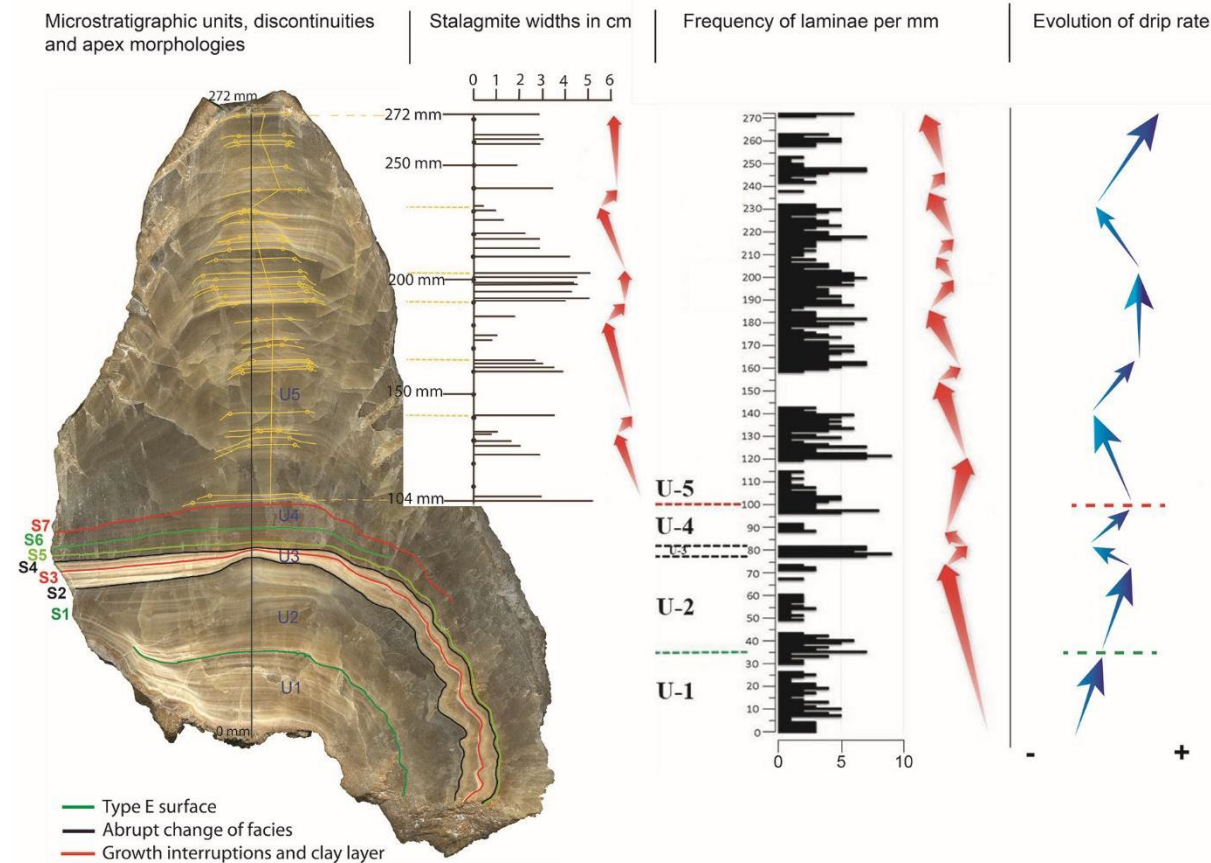 Microstratigraphic units, discontinuities
and apex morphologies
Stalagmite widths in cm
Frequency of laminae per mm
Evolution of drip rate
0 1 2 3 4 5 6
272 mm
272 mm
250 mm
200 mm
150 mm
104 mm
U5
U4
U3
U2
U1
0 mm
S7
S6
S5
S4
S3
S2
S1
270
260
250
240
230
220
210
200
190
180
170
160
150
140
130
120
110
100
90
80
70
60
50
40
30
20
10
0
0 5 10
U-5
U-4
U-3
U-2
U-1
- +
Type E surface
Abrupt change of facies
Growth interruptions and clay layer